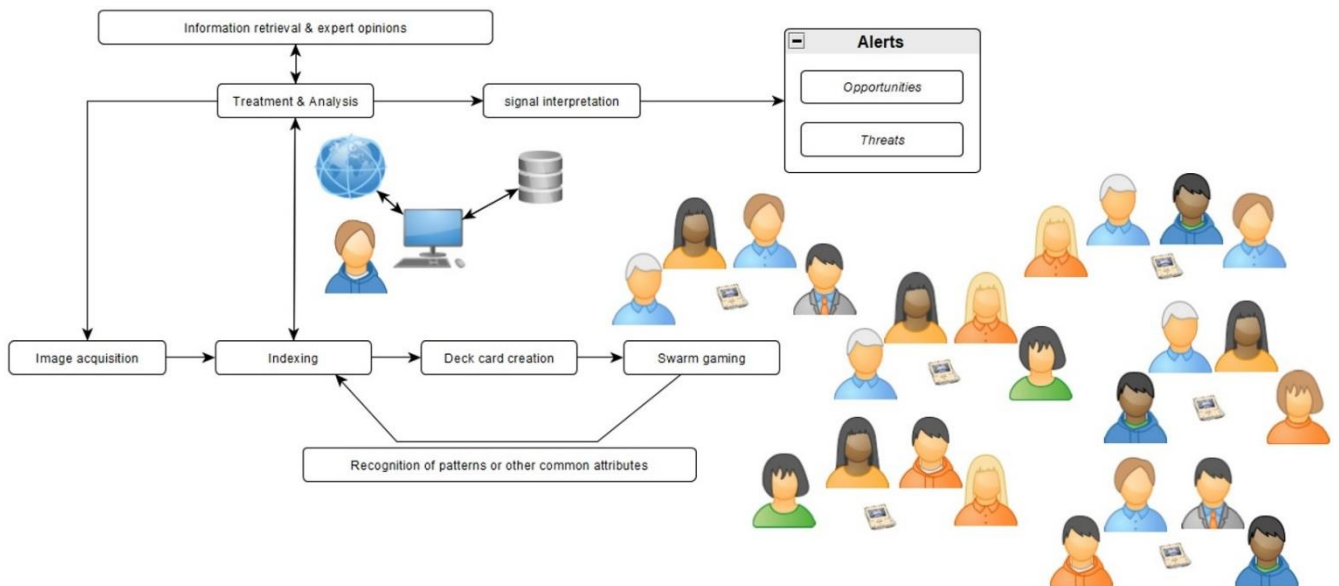 Information retrieval & expert opinions
Alerts
Treatment & Analysis
signal interpretation
Opportunities
Threats
Image acquisition
Indexing
Deck card creation
Swarm gaming
Recognition of patterns or other common attributes